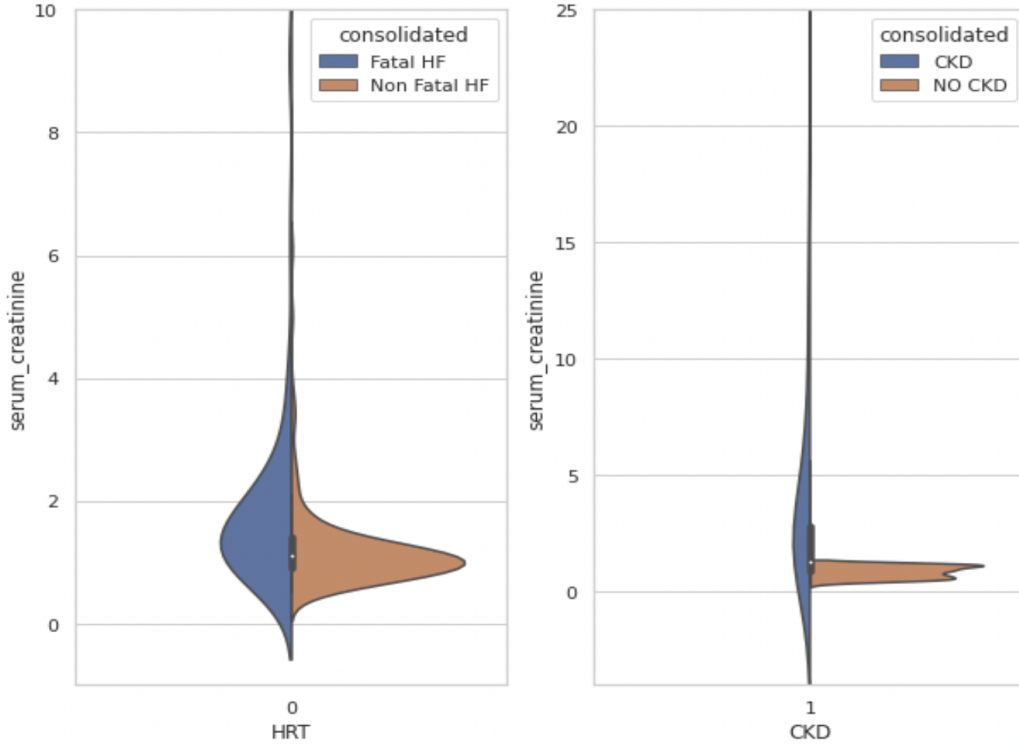 consolidated
Fatal HF
Non Fatal HF
10
8
6
4
2
0
serum_creatinine
0
HRT
consolidated
CKD
NO CKD
25
20
15
10
5
0
serum_creatinine
1
CKD